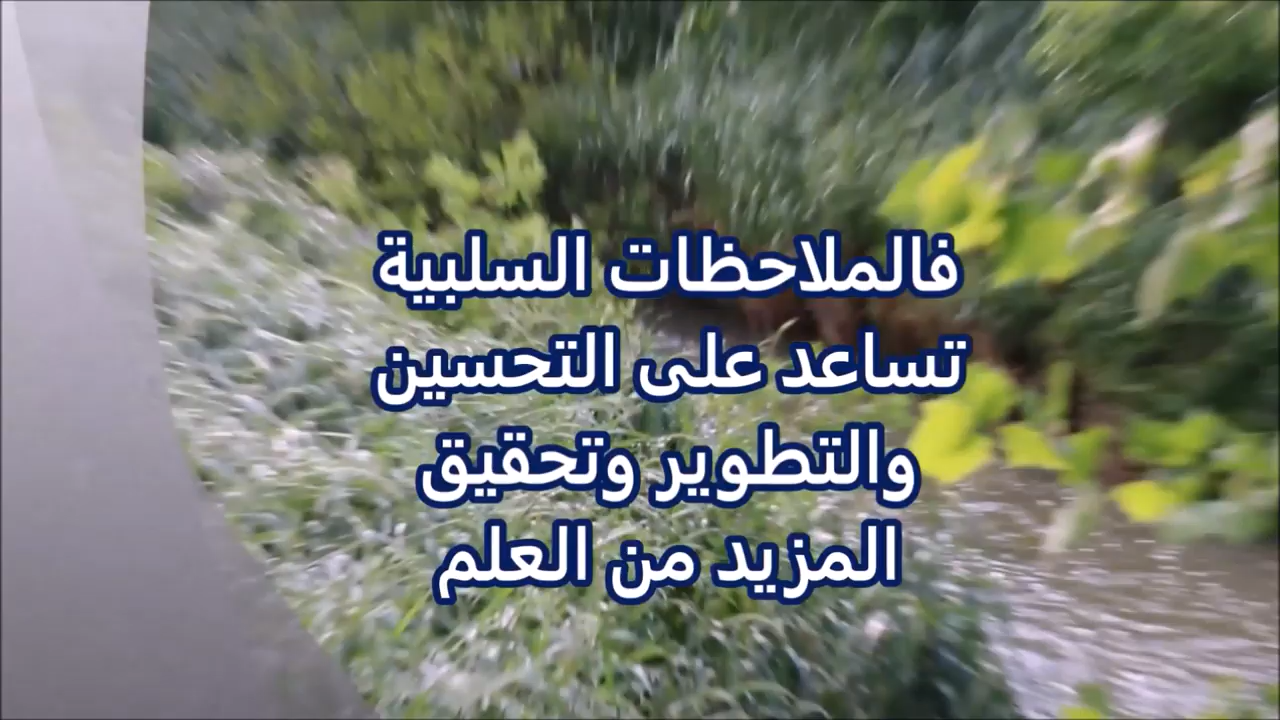 فالملاحظات السلبية
تساعد على التحسين
والتطوير وتحقيق
المزيد من العلم